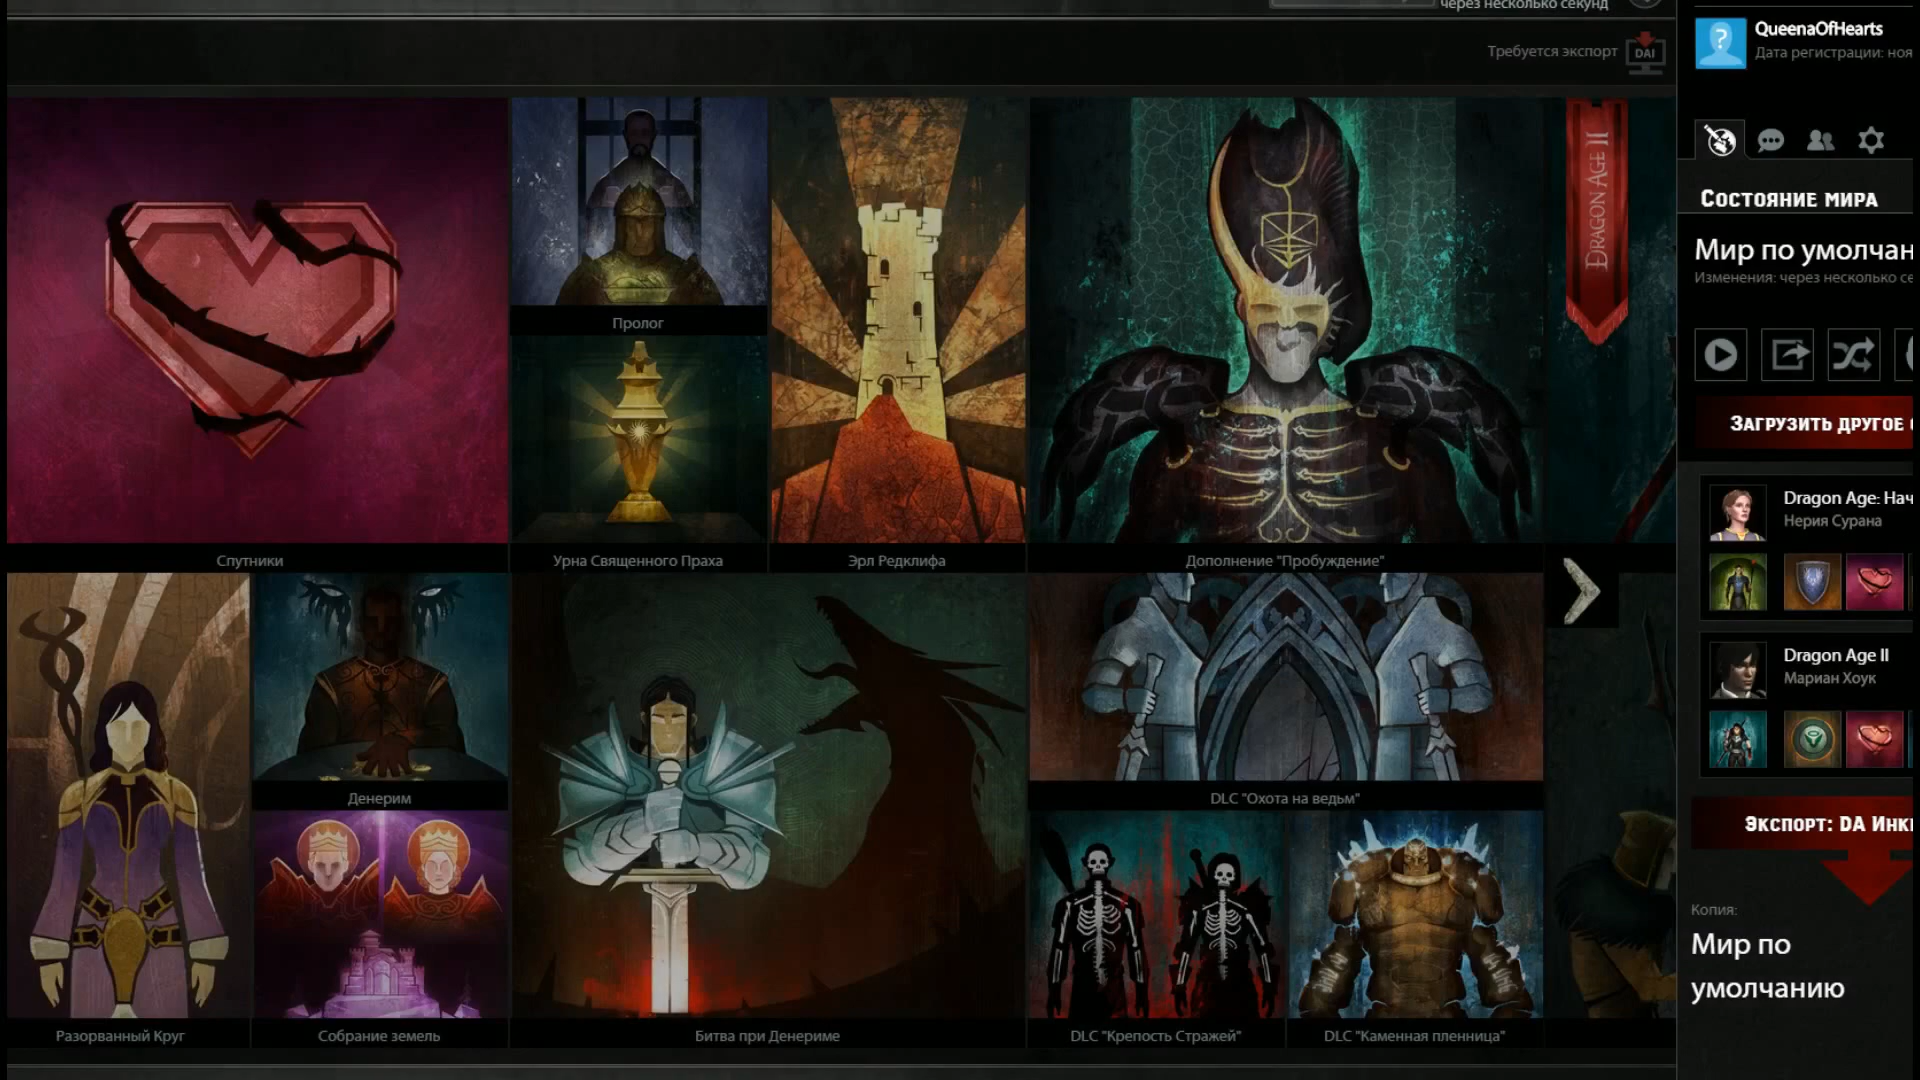 через несколько секунд
Требуется экспорт
DAI
DRAGON AGE II
Спутники
Пролог
Урна Священного Праха
Эрл Редклифа
Дополнение "Пробуждение"
Разорванный Круг
Денерим
Собрание земель
Битва при Денериме
DLC "Охота на ведьм"
DLC "Крепость Стражей"
DLC "Каменная пленница"
QueenaOfHearts
Дата регистрации: ноя
Состояние мира
Мир по умолчан
Изменения: через несколько се
Загрузить другое
Dragon Age: Нач
Нерия Сурана
Dragon Age II
Мариан Хоук
Экспорт: DA Инк
Копия:
Мир по
умолчанию